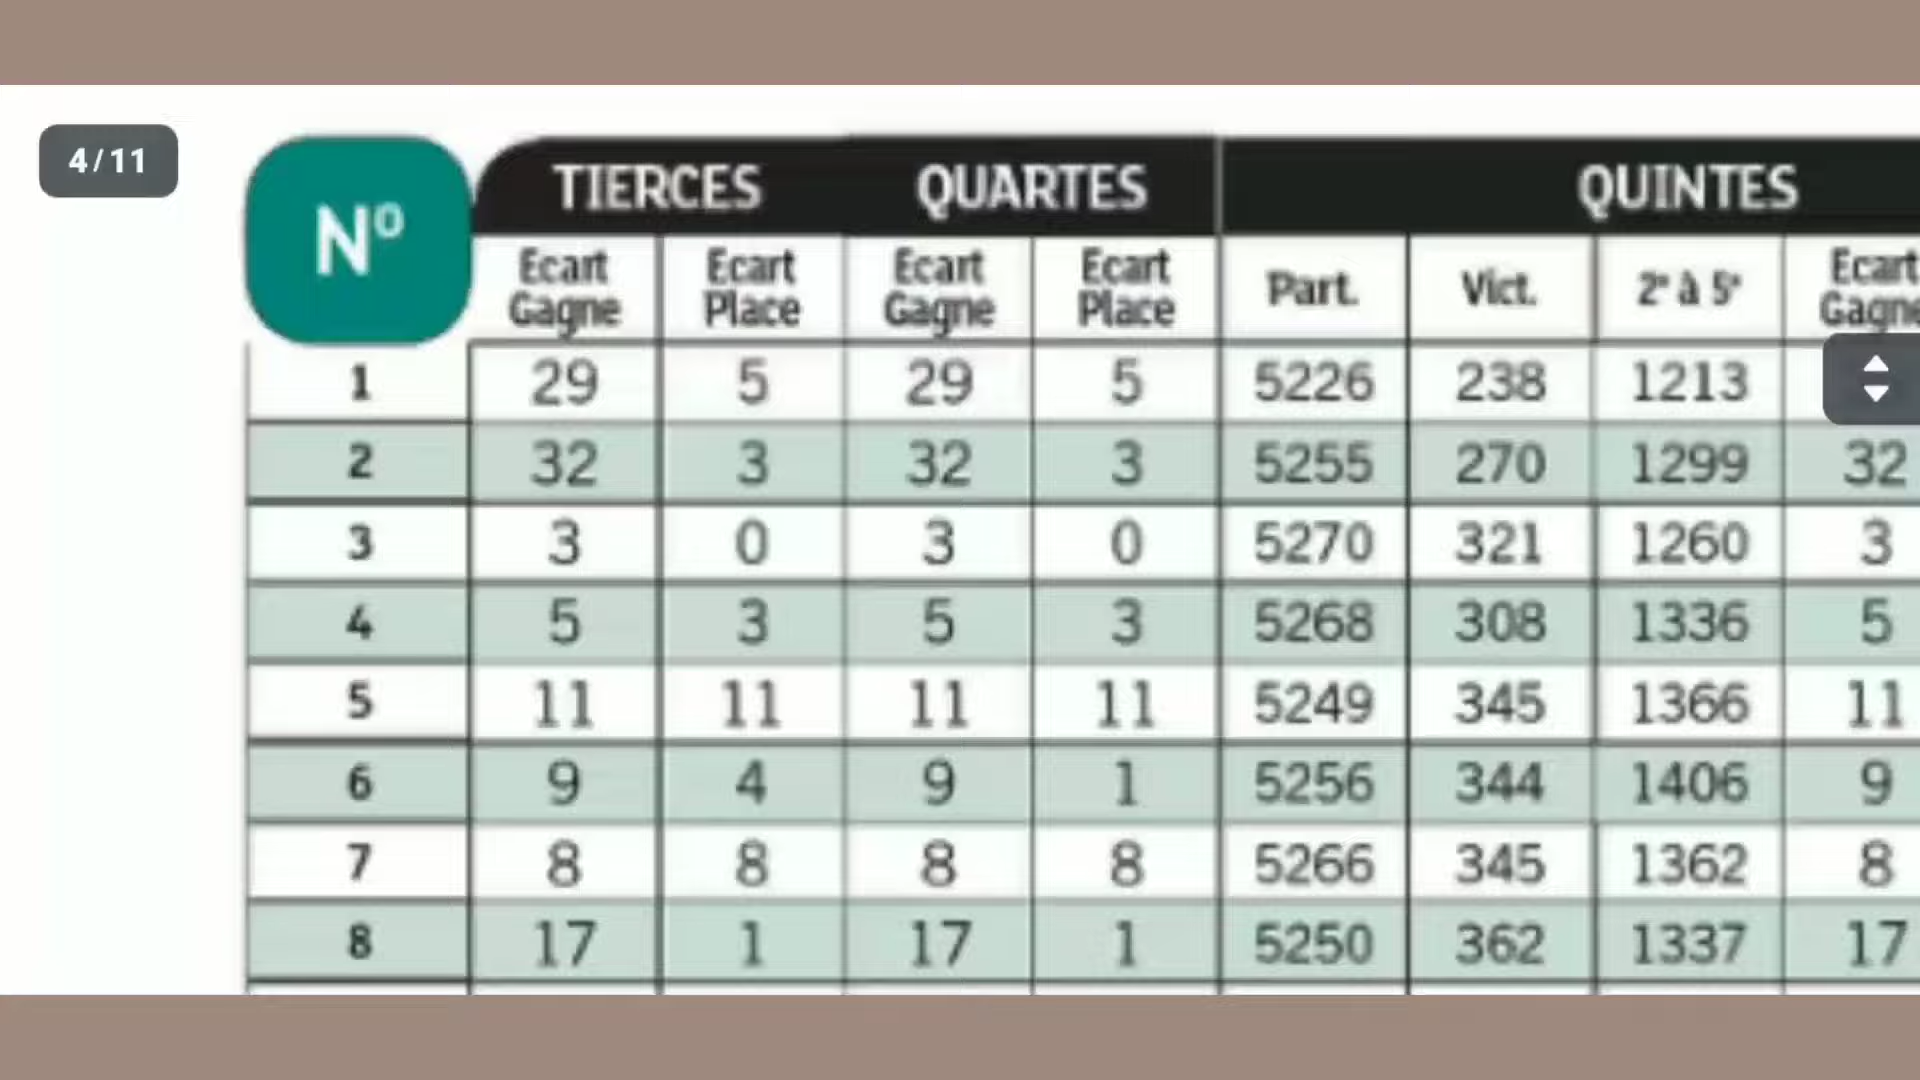 4/11
Nº TIERCES QUARTES QUINTES
Ecart Gagne Ecart Place Ecart Gagne Ecart Place Part. Vict. 2e à 5e Ecart Gagne
1 29 5 29 5 5226 238 1213
2 32 3 32 3 5255 270 1299 32
3 3 0 3 0 5270 321 1260 3
4 5 3 5 3 5268 308 1336 5
5 11 11 11 11 5249 345 1366 11
6 9 4 9 1 5256 344 1406 9
7 8 8 8 8 5266 345 1362 8
8 17 1 17 1 5250 362 1337 17